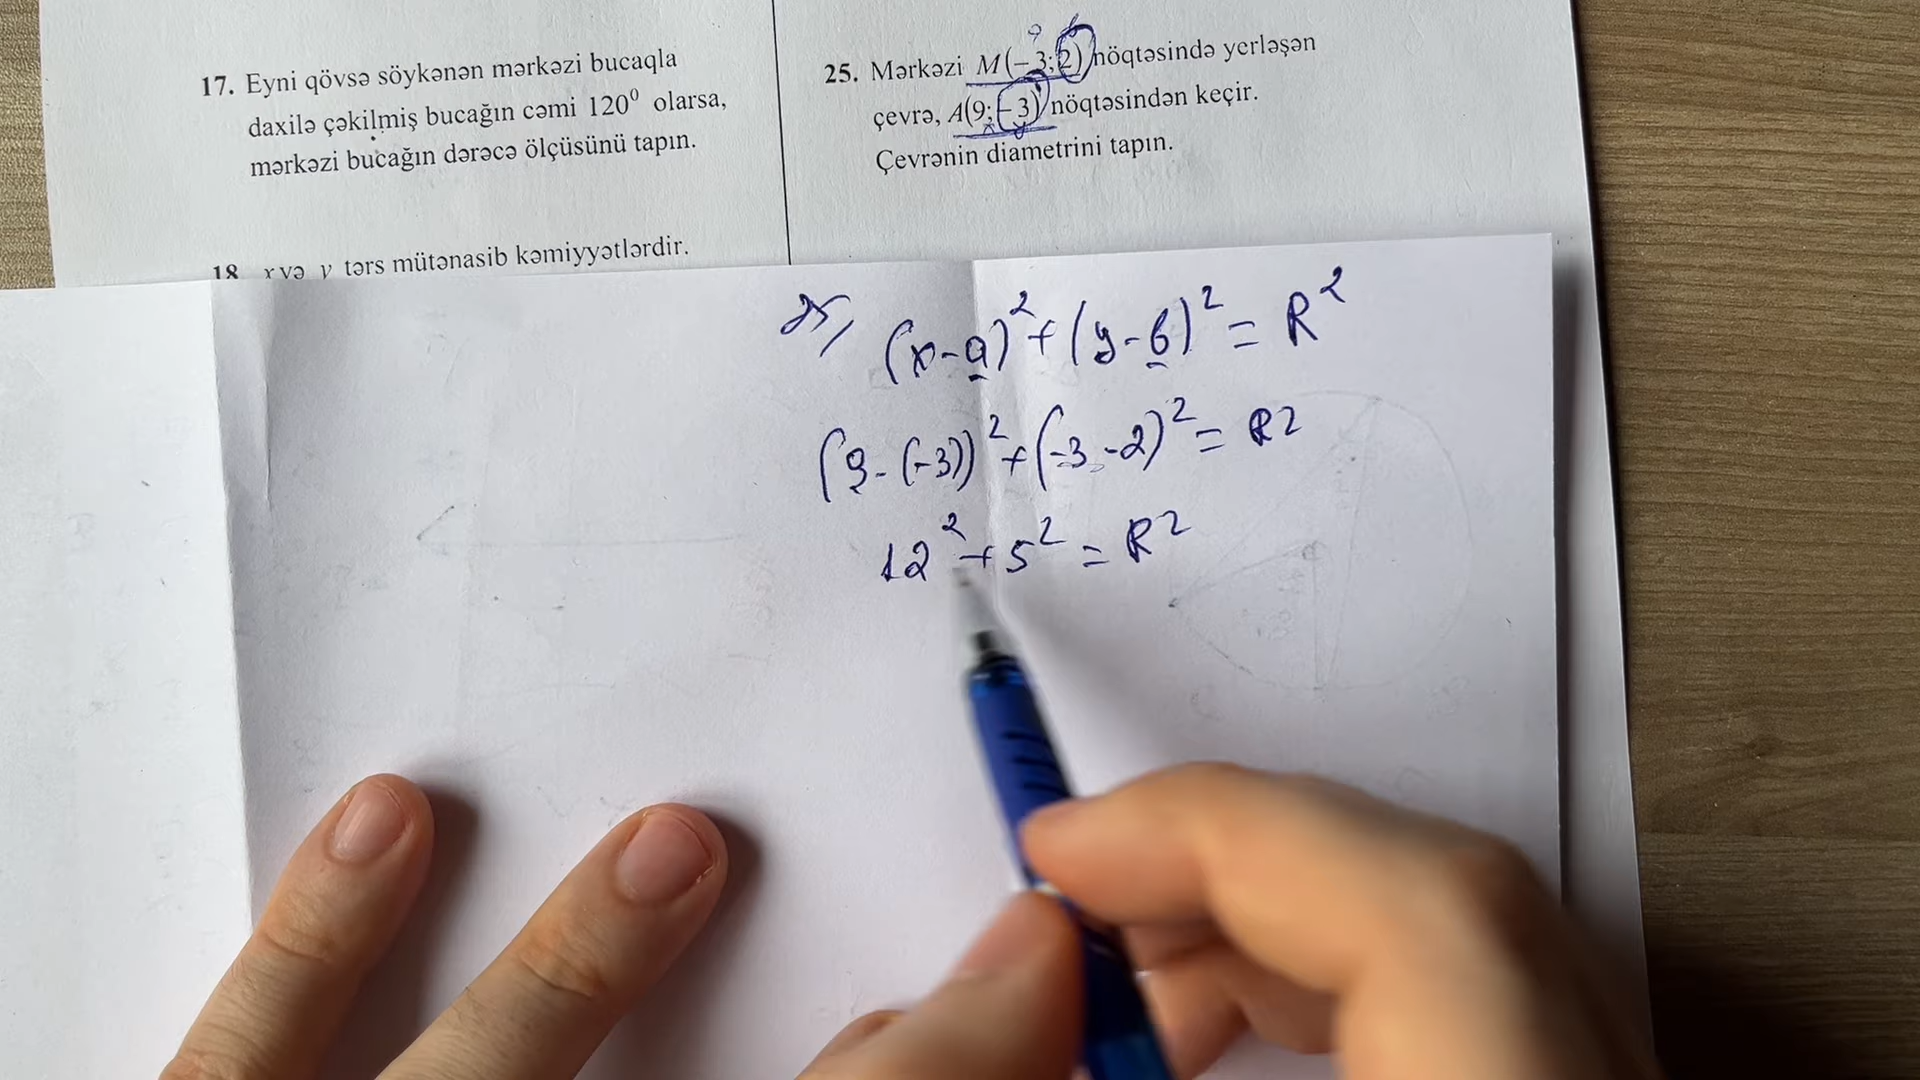 17. Eyni qövsə söykənən mərkəzi bucaqla
daxilə çəkilmiş bucağın cəmi 120⁰ olarsa,
mərkəzi bucağın dərəcə ölçüsünü tapın.
18 x və y tərs mütənasib kəmiyyətlərdir.
a b
25. Mərkəzi M(−3;2) nöqtəsində yerləşən
çevrə, A(9;−3) nöqtəsindən keçir.
x y
Çevrənin diametrini tapın.
25, (x-a)² + (y-b)² = R²
(9-(-3))² + (-3-2)² = R2
12² + 5² = R2